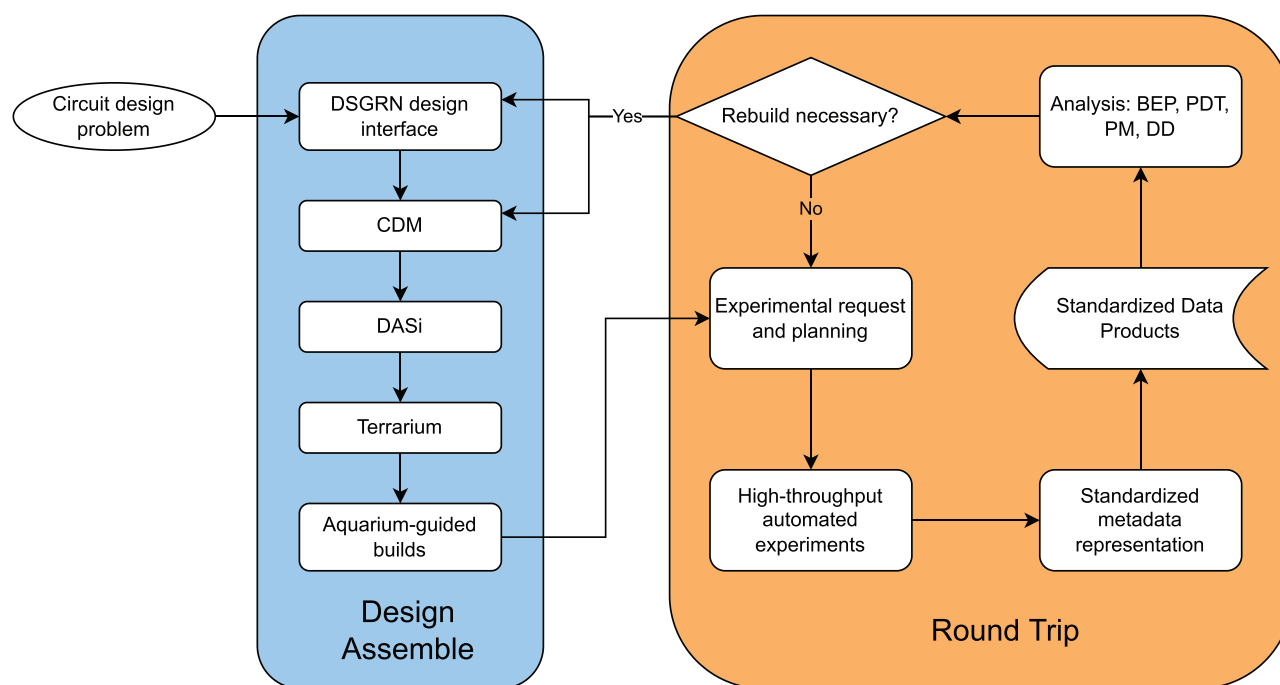 Circuit design
problem
DSGRN design
interface
CDM
DASi
Terrarium
Aquarium-guided
builds
Design
Assemble
Yes
Rebuild necessary?
No
Analysis: BEP, PDT,
PM, DD
Experimental request
and planning
Standardized Data
Products
High-throughput
automated
experiments
Standardized
metadata
representation
Round Trip